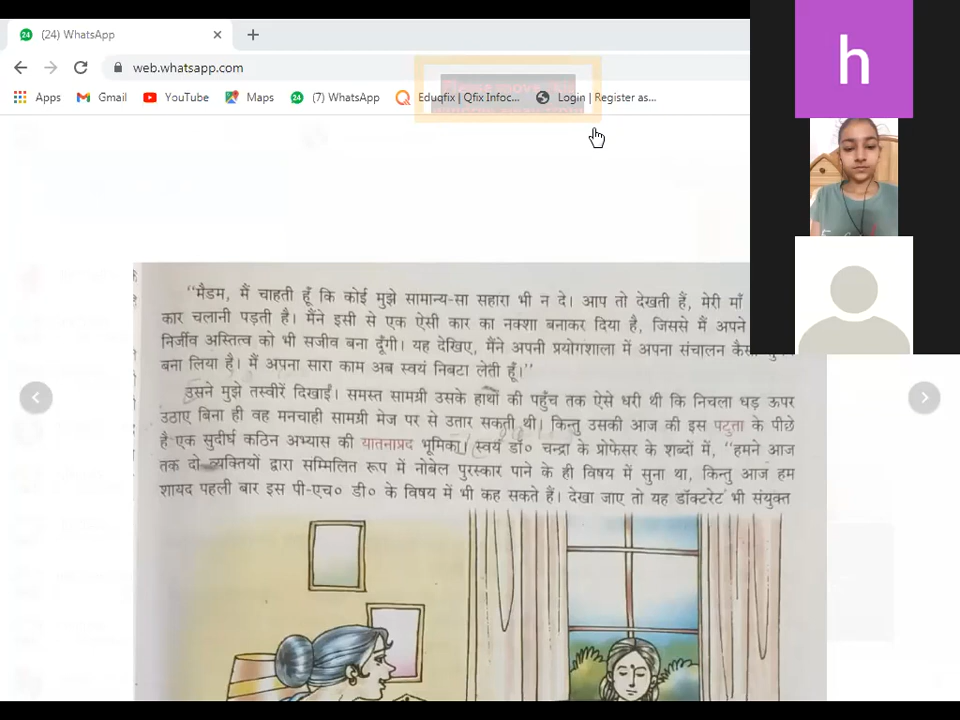 (24) WhatsApp
h
web.whatsapp.com
Apps Gmail YouTube Maps (7) WhatsApp Eduqfix | Qfix Infoc... Login | Register as...
"मैडम, मैं चाहती हूँ कि कोई मुझे सामान्य-सा सहारा भी न दे। आप तो देखती हैं, मेरी माँ
कार चलानी पड़ती है। मैंने इसी से एक ऐसी कार का नक्शा बनाकर दिया है, जिससे मैं अपने
निर्जीव अस्तित्व को भी सजीव बना दूँगी। यह देखिए, मैंने अपनी प्रयोगशाला में अपना संचालन
बना लिया है। मैं अपना सारा काम अब स्वयं निबटा लेती हूँ।"
उसने मुझे तस्वीरें दिखाईं। समस्त सामग्री उसके हाथों की पहुँच तक ऐसे धरी थी कि निचला धड़ ऊपर
उठाए बिना ही वह मनचाही सामग्री मेज पर से उतार सकती थी। किन्तु उसकी आज की इस पटुता के पीछे
है एक सुदीर्घ कठिन अभ्यास की यातनाप्रद भूमिका। स्वयं डॉ० चन्द्रा के प्रोफेसर के शब्दों में, "हमने आज
तक दो व्यक्तियों द्वारा सम्मिलित रूप में नोबेल पुरस्कार पाने के ही विषय में सुना था, किन्तु आज हम
शायद पहली बार इस पी-एच० डी० के विषय में भी कह सकते हैं। देखा जाए तो यह डॉक्टरेट भी संयुक्त